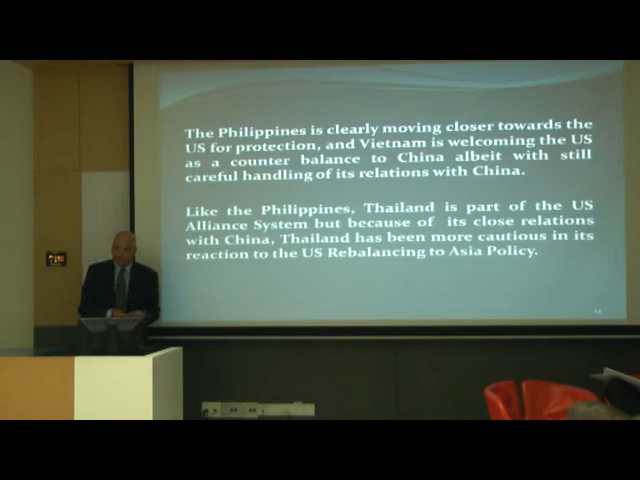 The Philippines is clearly moving closer towards the
US for protection, and Vietnam is welcoming the US
as a counter balance to China albeit with still
careful handling of its relations with China.
Like the Philippines, Thailand is part of the US
Alliance System but because of its close relations
with China, Thailand has been more cautious in its
reaction to the US Rebalancing to Asia Policy.